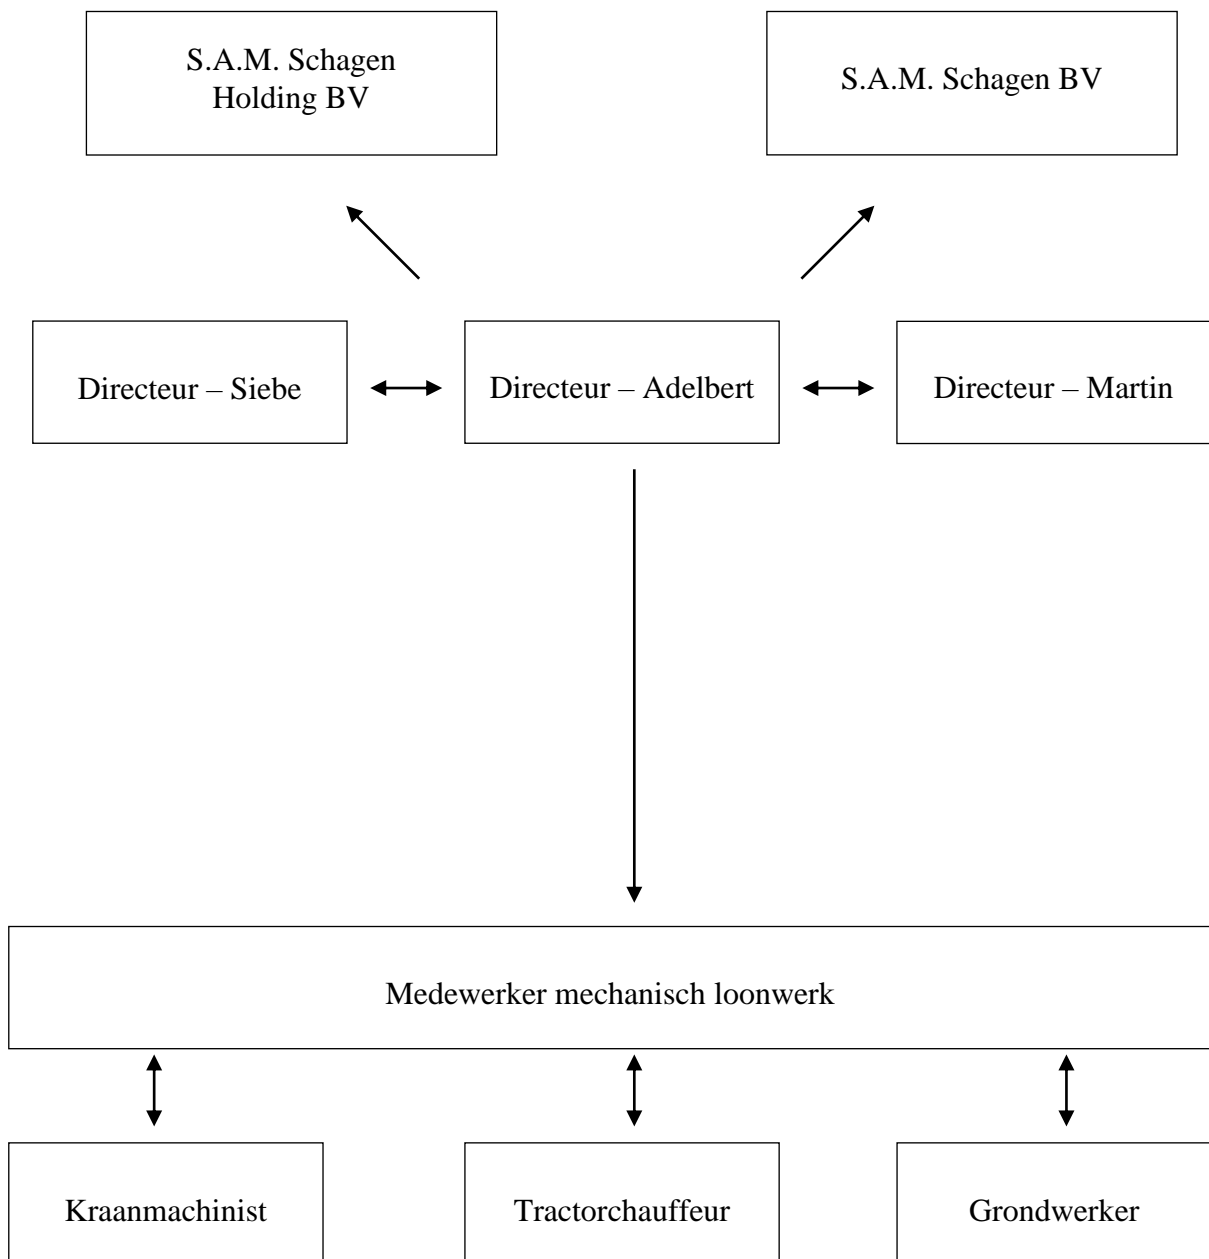 S.A.M. Schagen
Holding BV
S.A.M. Schagen BV
Directeur – Siebe
Directeur – Adelbert
Directeur – Martin
Medewerker mechanisch loonwerk
Kraanmachinist
Tractorchauffeur
Grondwerker